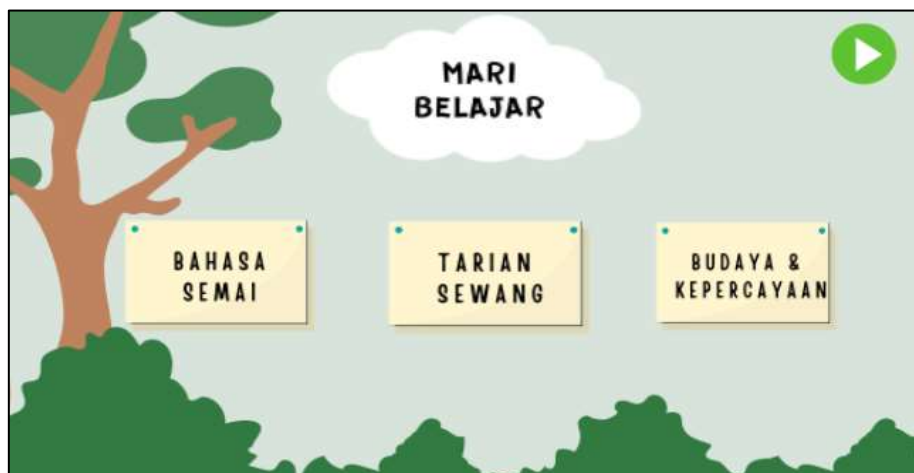 MARI
BELAJAR
BAHASA
SEMAI
TARIAN
SEWANG
BUDAYA &
KEPERCAYAAN